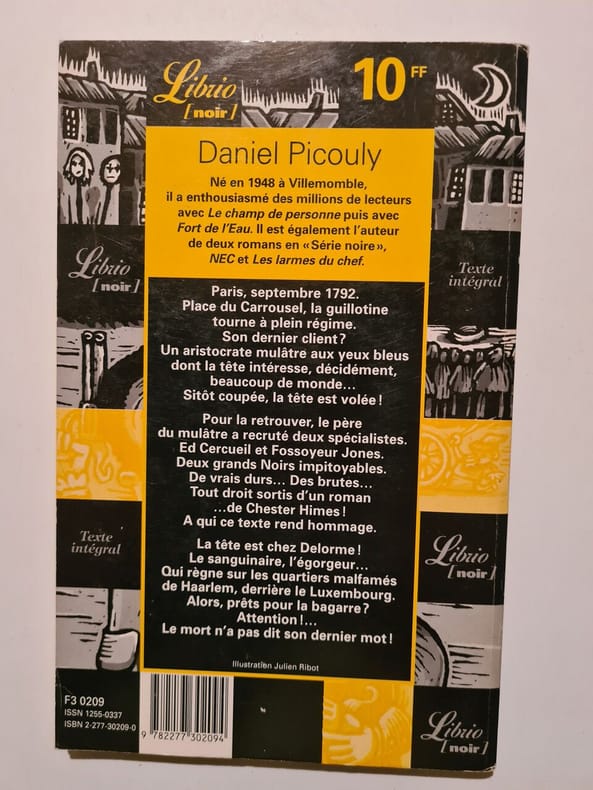 Librio
[noir]
10 FF
Daniel Picouly
Né en 1948 à Villemomble,
il a enthousiasmé des millions de lecteurs
avec Le champ de personne puis avec
Fort de l'Eau. Il est également l'auteur
de deux romans en «Série noire»,
NEC et Les larmes du chef.
Librio
[noir]
Texte
intégral
Paris, septembre 1792.
Place du Carrousel, la guillotine
tourne à plein régime.
Son dernier client?
Un aristocrate mulâtre aux yeux bleus
dont la tête intéresse, décidément,
beaucoup de monde...
Sitôt coupée, la tête est volée!
Pour la retrouver, le père
du mulâtre a recruté deux spécialistes.
Ed Cercueil et Fossoyeur Jones.
Deux grands Noirs impitoyables.
De vrais durs... Des brutes...
Tout droit sortis d'un roman
...de Chester Himes!
A qui ce texte rend hommage.
Texte
intégral
Librio
[noir]
La tête est chez Delorme!
Le sanguinaire, l'égorgeur...
Qui règne sur les quartiers malfamés
de Haarlem, derrière le Luxembourg.
Alors, prêts pour la bagarre?
Attention!...
Le mort n'a pas dit son dernier mot!
Illustration Julien Ribot
F3 0209
ISSN 1255-0337
ISBN 2-277-30209-0
9 782277 302094
Librio
[noir]